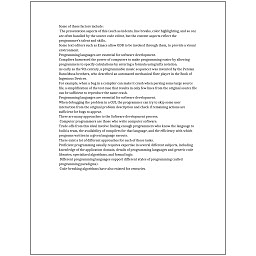 Some of these factors include:
The presentation aspects of this (such as indents, line breaks, color highlighting, and so on)
are often handled by the source code editor, but the content aspects reflect the
programmer's talent and skills.
Some text editors such as Emacs allow GDB to be invoked through them, to provide a visual
environment.
Programming languages are essential for software development.
Compilers harnessed the power of computers to make programming easier by allowing
programmers to specify calculations by entering a formula using infix notation.
As early as the 9th century, a programmable music sequencer was invented by the Persian
Banu Musa brothers, who described an automated mechanical flute player in the Book of
Ingenious Devices.
For example, when a bug in a compiler can make it crash when parsing some large source
file, a simplification of the test case that results in only few lines from the original source file
can be sufficient to reproduce the same crash.
Programming languages are essential for software development.
When debugging the problem in a GUI, the programmer can try to skip some user
interaction from the original problem description and check if remaining actions are
sufficient for bugs to appear.
There are many approaches to the Software development process.
Computer programmers are those who write computer software.
Trade-offs from this ideal involve finding enough programmers who know the language to
build a team, the availability of compilers for that language, and the efficiency with which
programs written in a given language execute.
There exist a lot of different approaches for each of those tasks.
Proficient programming usually requires expertise in several different subjects, including
knowledge of the application domain, details of programming languages and generic code
libraries, specialized algorithms, and formal logic.
Different programming languages support different styles of programming (called
programming paradigms).
Code-breaking algorithms have also existed for centuries.